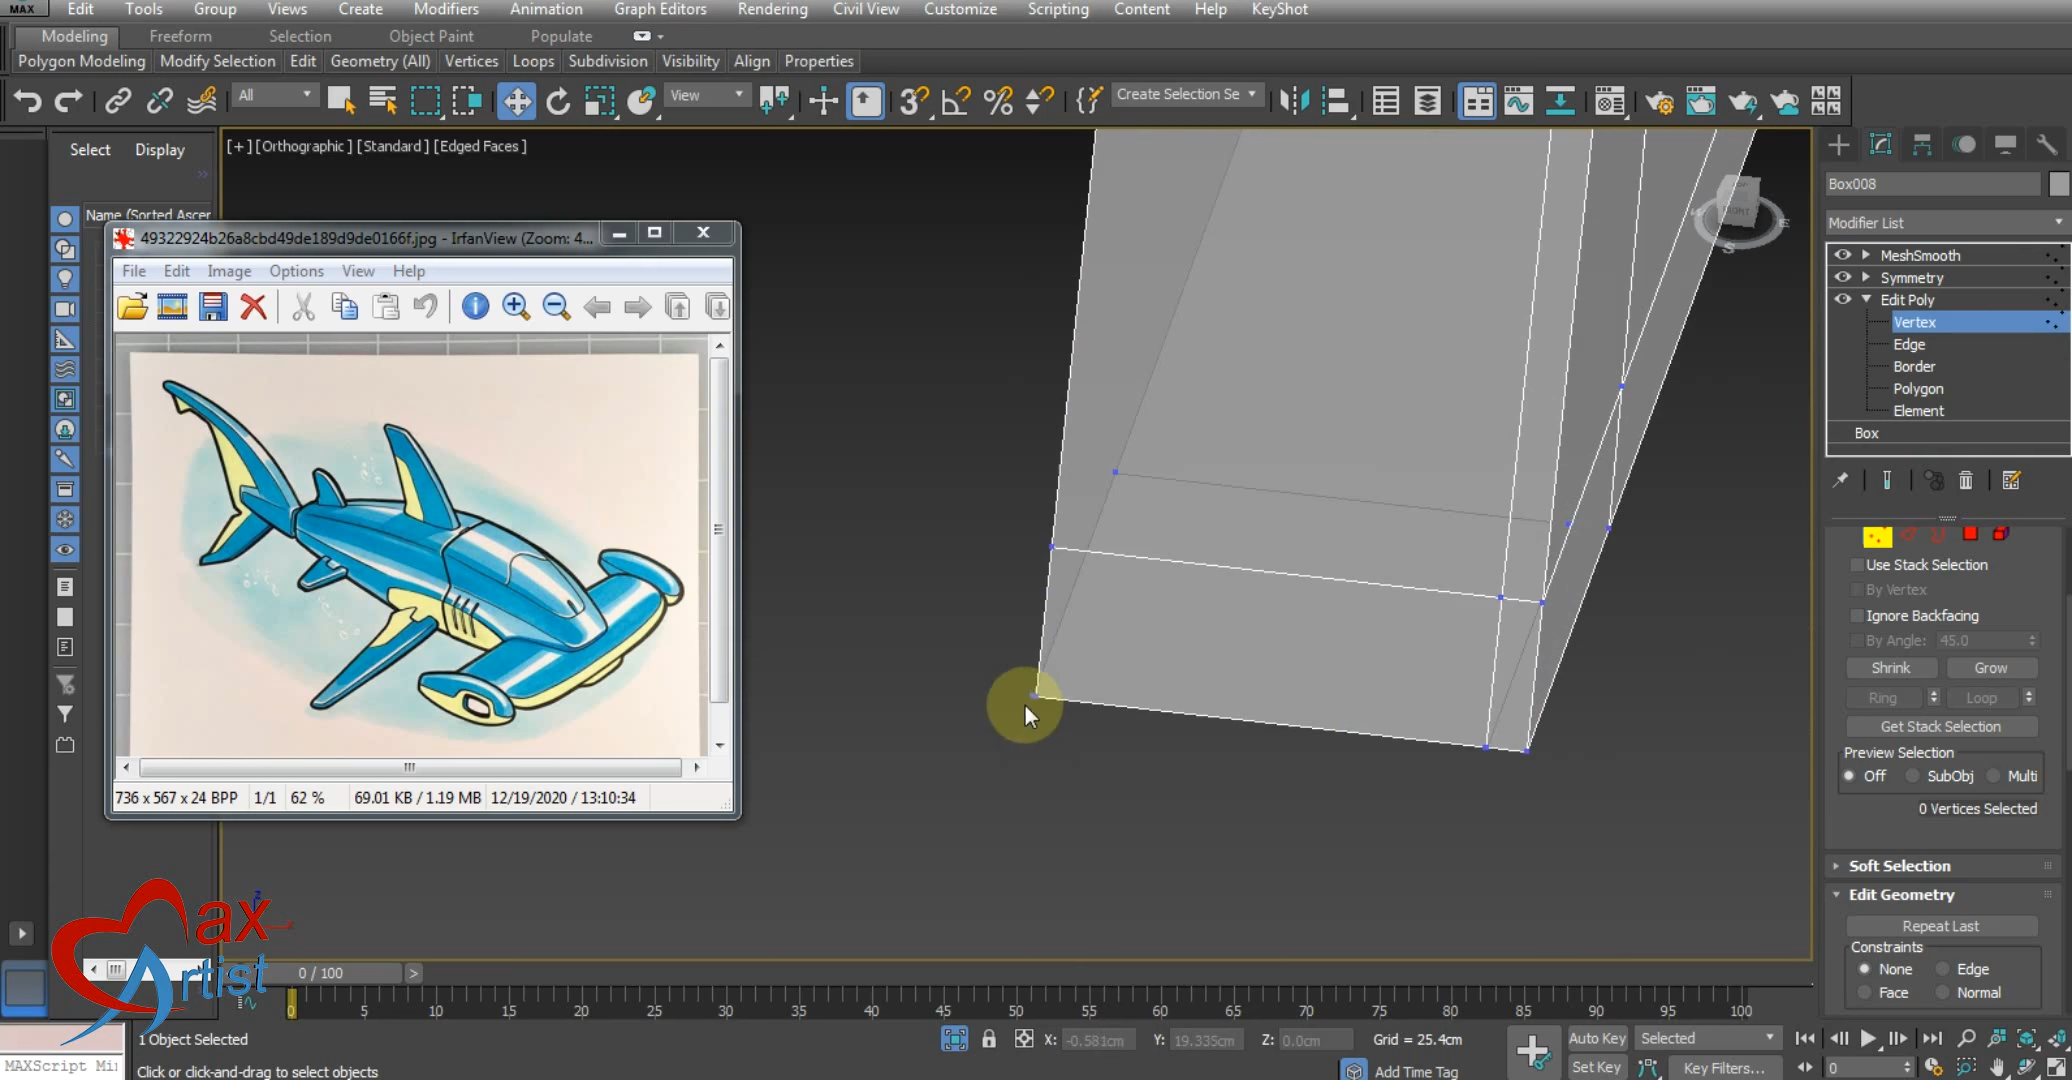 MAX Edit Tools Group Views Create Modifiers Animation Graph Editors Rendering Civil View Customize Scripting Content Help KeyShot
Modeling Freeform Selection Object Paint Populate
Polygon Modeling Modify Selection Edit Geometry (All) Vertices Loops Subdivision Visibility Align Properties
All View Create Selection Se
Select Display
Name (Sorted Ascer
[+] [Orthographic] [Standard] [Edged Faces]
49322924b26a8cbd49de189d9de0166f.jpg - IrfanView (Zoom: 4...
File Edit Image Options View Help
736 x 567 x 24 BPP 1/1 62 % 69.01 KB / 1.19 MB 12/19/2020 / 13:10:34
FRONT
S
E
Box008
Modifier List
MeshSmooth
Symmetry
Edit Poly
Vertex
Edge
Border
Polygon
Element
Box
Use Stack Selection
By Vertex
Ignore Backfacing
By Angle: 45.0
Shrink Grow
Ring Loop
Get Stack Selection
Preview Selection
Off SubObj Multi
0 Vertices Selected
Soft Selection
Edit Geometry
Repeat Last
Constraints
None Edge
Face Normal
z
x
Max
Artist
0 / 100 >
0 5 10 15 20 25 30 35 40 45 50 55 60 65 70 75 80 85 90 95 100
1 Object Selected
X: -0.581cm Y: 19.335cm Z: 0.0cm Grid = 25.4cm
Auto Key Selected
MAXScript Mi
Click or click-and-drag to select objects
Add Time Tag
Set Key Key Filters... 0